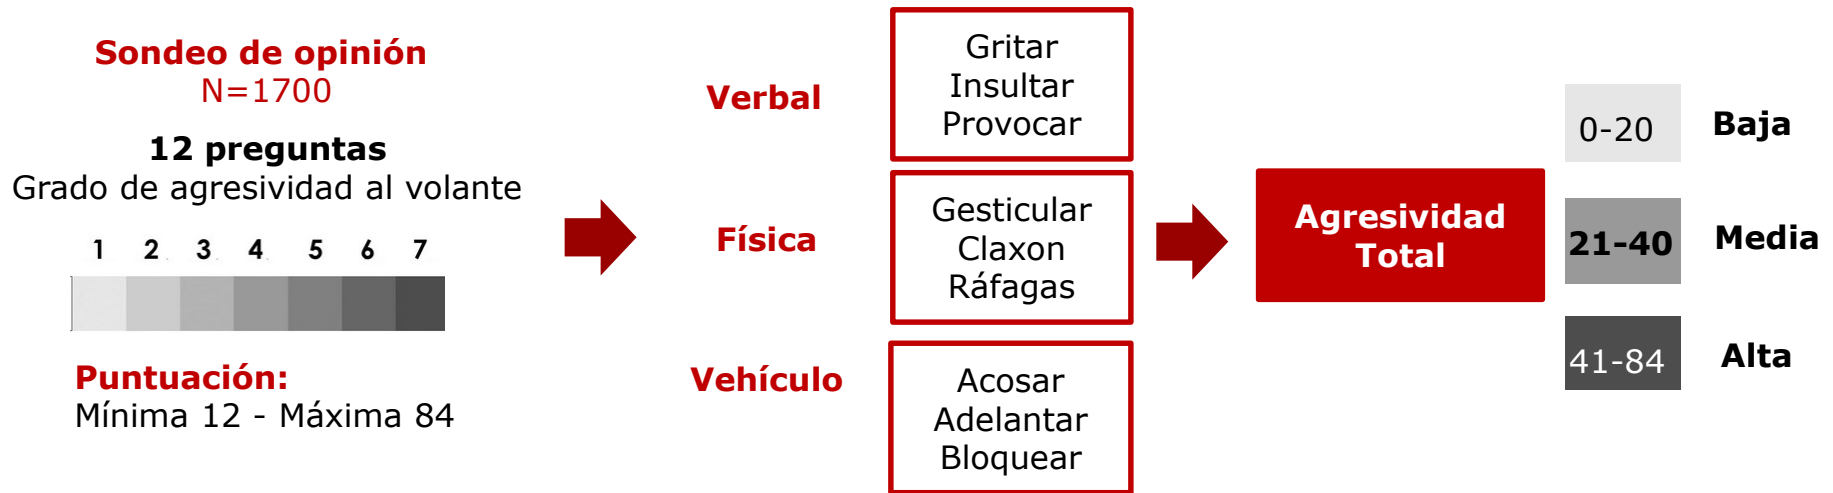 Sondeo de opinión
N=1700
12 preguntas
Grado de agresividad al volante
1 2 3 4 5 6 7
Puntuación:
Mínima 12 - Máxima 84
Verbal
Gritar
Insultar
Provocar
Física
Gesticular
Claxon
Ráfagas
Vehículo
Acosar
Adelantar
Bloquear
Agresividad
Total
0-20 Baja
21-40 Media
41-84 Alta